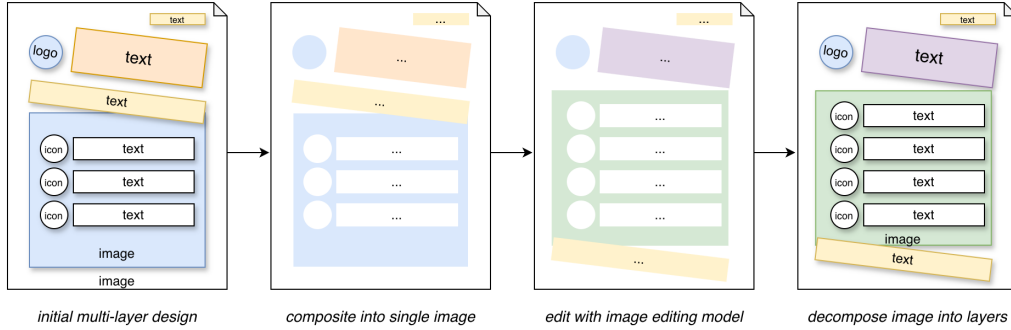 text
logo
text
text
icon
text
icon
text
icon
text
image
image
initial multi-layer design
...
...
...
...
...
...
composite into single image
...
...
...
...
...
...
...
edit with image editing model
text
logo
text
icon
text
icon
text
icon
text
icon
text
image
text
decompose image into layers